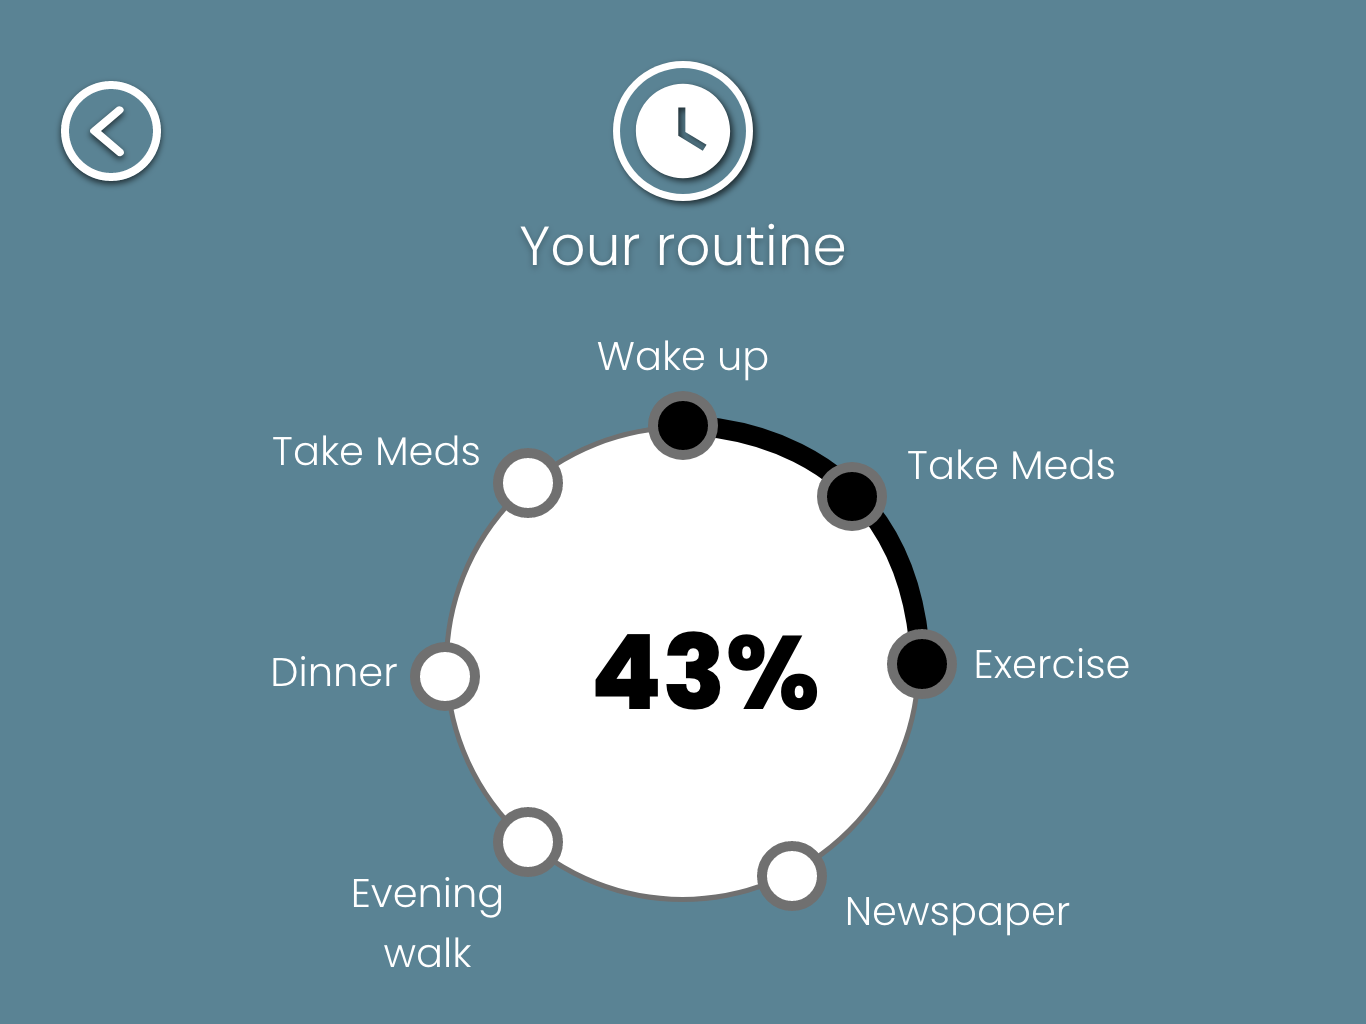 Your routine
Wake up
Take Meds
Take Meds
Exercise
43%
Dinner
Evening
walk
Newspaper